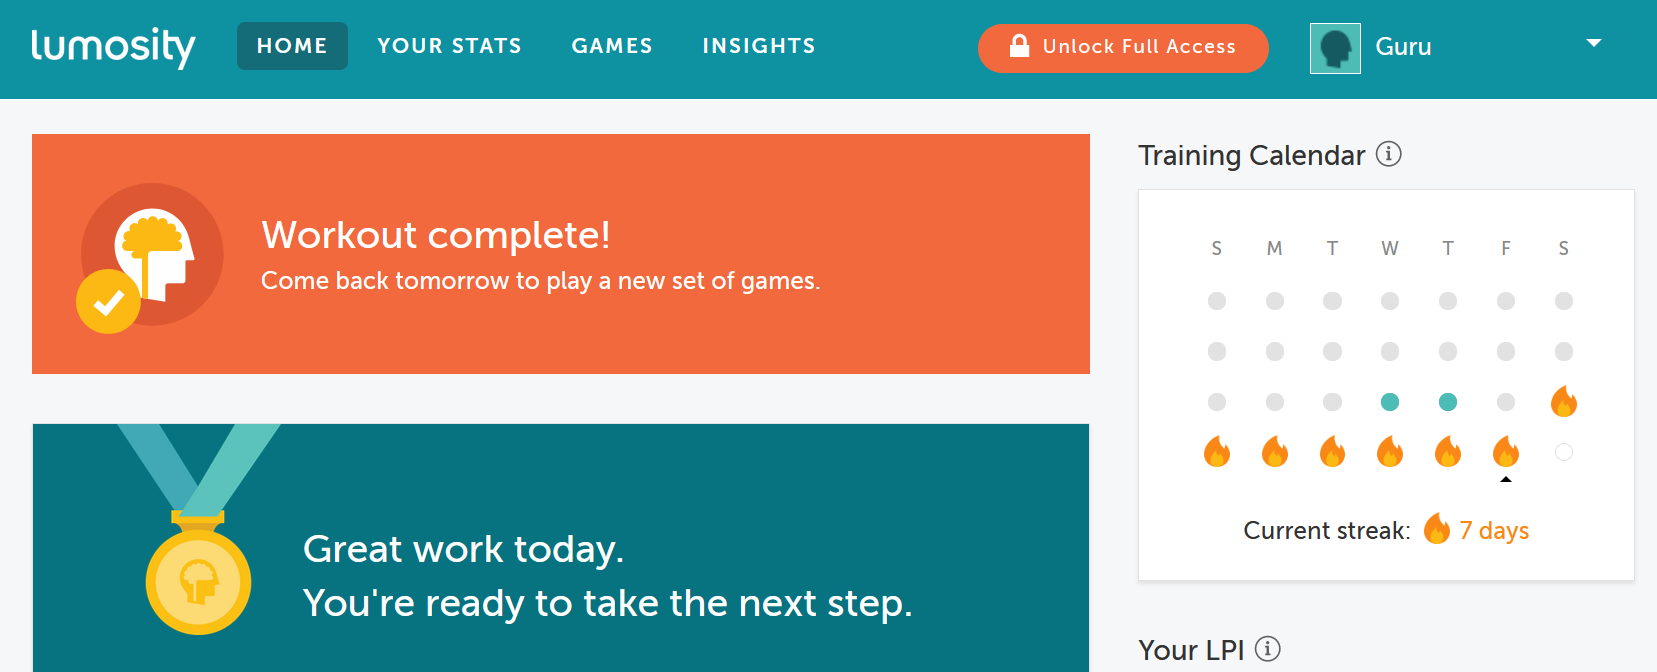 lumosity
HOME
YOUR STATS
GAMES
INSIGHTS
Unlock Full Access
Guru
Workout complete!
Come back tomorrow to play a new set of games.
Great work today.
You're ready to take the next step.
Training Calendar
S M T W T F S
Current streak: 7 days
Your LPI